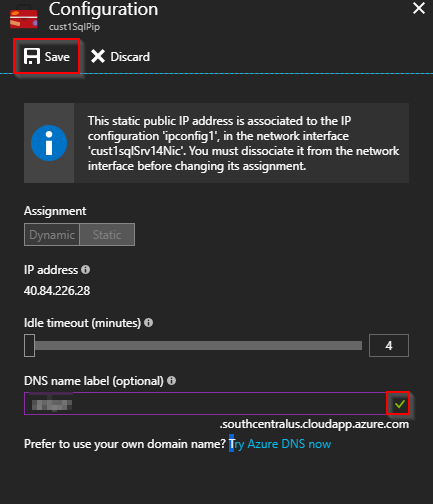 Configuration
cust1SqlPip
Save
Discard
This static public IP address is associated to the IP
configuration 'ipconfig1', in the network interface
'cust1sqlSrv14Nic'. You must dissociate it from the network
interface before changing its assignment.
Assignment
Dynamic Static
IP address
40.84.226.28
Idle timeout (minutes)
4
DNS name label (optional)
.southcentralus.cloudapp.azure.com
Prefer to use your own domain name? Try Azure DNS now